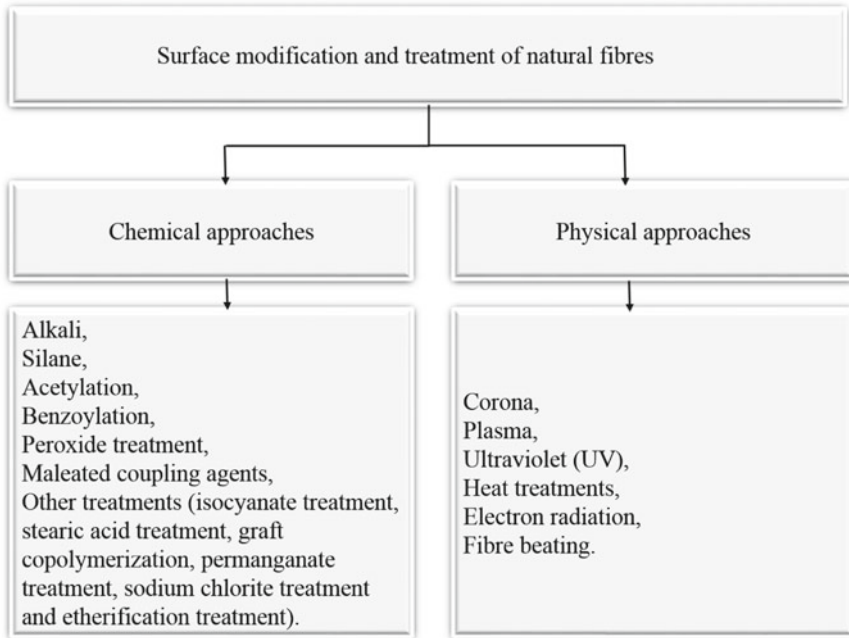 Surface modification and treatment of natural fibres
Chemical approaches
Physical approaches
Alkali,
Silane,
Acetylation,
Benzoylation,
Peroxide treatment,
Maleated coupling agents,
Other treatments (isocyanate treatment,
stearic acid treatment, graft
copolymerization, permanganate
treatment, sodium chlorite treatment
and etherification treatment).
Corona,
Plasma,
Ultraviolet (UV),
Heat treatments,
Electron radiation,
Fibre beating.